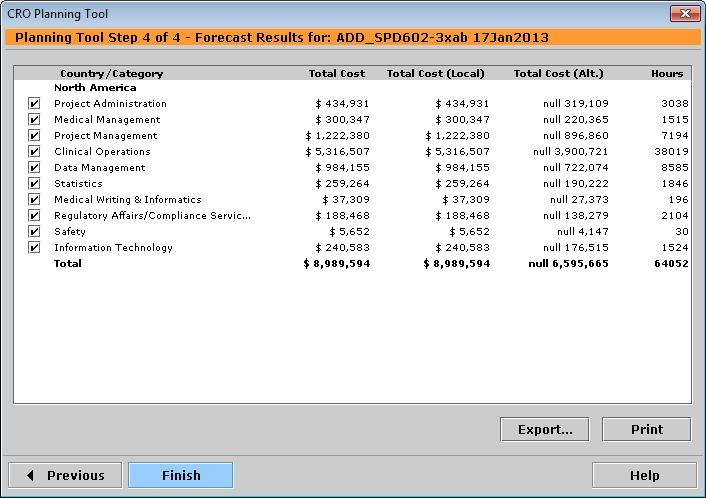 CRO Planning Tool
Planning Tool Step 4 of 4 - Forecast Results for: ADD_SPD602-3xab 17Jan2013
Country/Category Total Cost Total Cost (Local) Total Cost (Alt.) Hours
North America
Project Administration $ 434,931 $ 434,931 null 319,109 3038
Medical Management $ 300,347 $ 300,347 null 220,365 1515
Project Management $ 1,222,380 $ 1,222,380 null 896,860 7194
Clinical Operations $ 5,316,507 $ 5,316,507 null 3,900,721 38019
Data Management $ 984,155 $ 984,155 null 722,074 8585
Statistics $ 259,264 $ 259,264 null 190,222 1846
Medical Writing & Informatics $ 37,309 $ 37,309 null 27,373 196
Regulatory Affairs/Compliance Servic... $ 188,468 $ 188,468 null 138,279 2104
Safety $ 5,652 $ 5,652 null 4,147 30
Information Technology $ 240,583 $ 240,583 null 176,515 1524
Total $ 8,989,594 $ 8,989,594 null 6,595,665 64052
Export... Print
Previous Finish Help